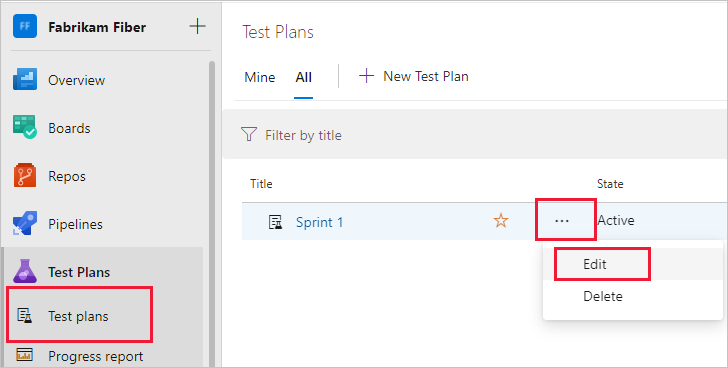 FF Fabrikam Fiber
Overview
Boards
Repos
Pipelines
Test Plans
Test plans
Progress report
Test Plans
Mine All New Test Plan
Filter by title
Title State
Sprint 1 ... Active
Edit
Delete